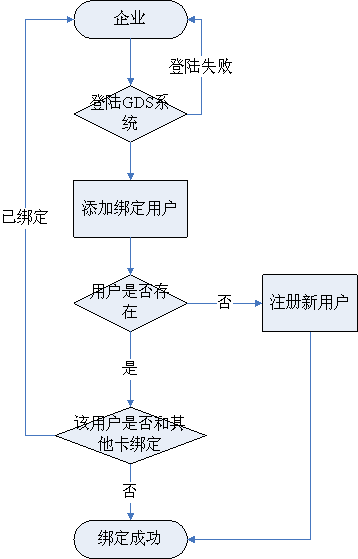 企业
登陆失败
登陆GDS系
统
已绑定
添加绑定用户
用户是否存
在
否
注册新用户
是
该用户是否和其
他卡绑定
否
绑定成功